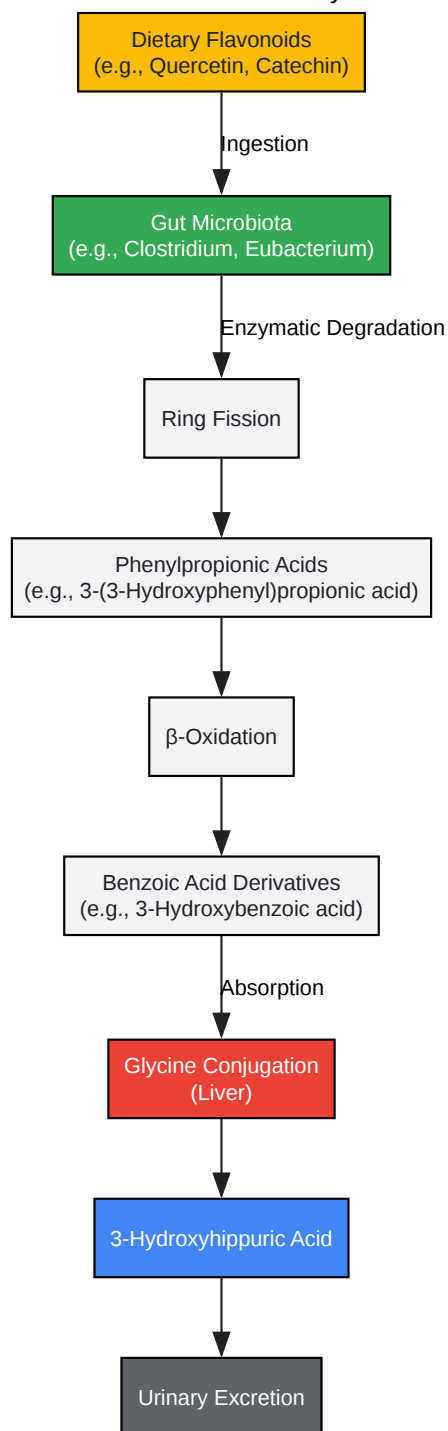 Dietary Flavonoids
(e.g., Quercetin, Catechin)
Ingestion
Gut Microbiota
(e.g., Clostridium, Eubacterium)
Enzymatic Degradation
Ring Fission
Phenylpropionic Acids
(e.g., 3-(3-Hydroxyphenyl)propionic acid)
β-Oxidation
Benzoic Acid Derivatives
(e.g., 3-Hydroxybenzoic acid)
Absorption
Glycine Conjugation
(Liver)
3-Hydroxyhippuric Acid
Urinary Excretion